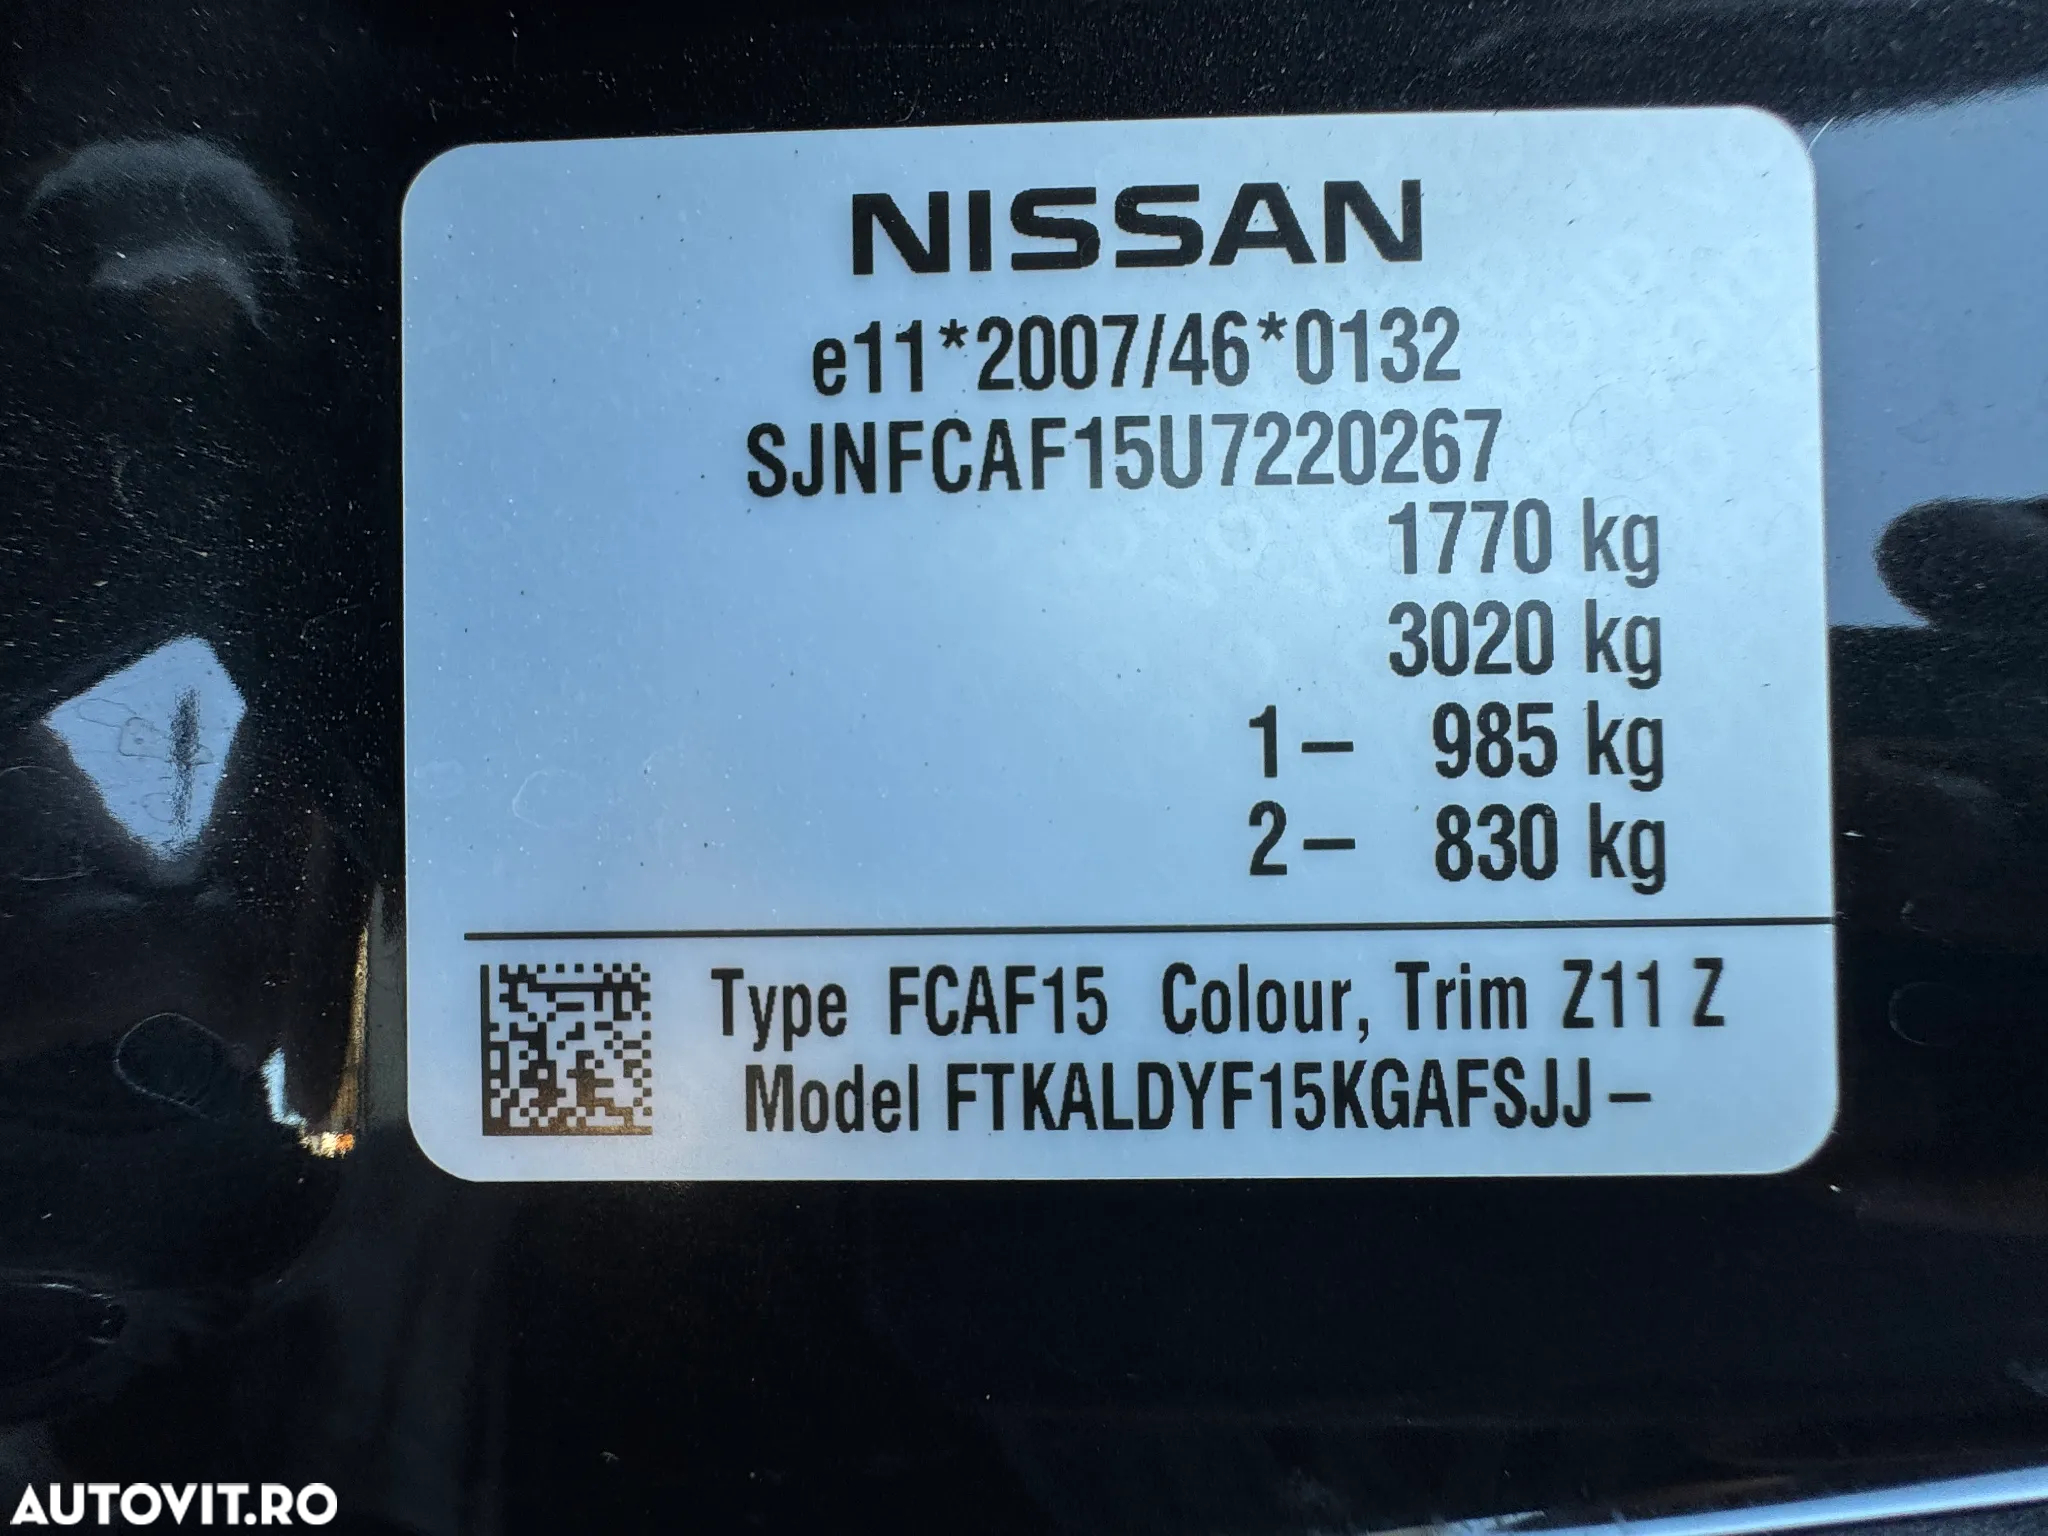 NISSAN
e11*2007/46*0132
SJNFCAF15U7220267
1770 kg
3020 kg
1 – 985 kg
2 – 830 kg
Type FCAF15 Colour, Trim Z11 Z
Model FTKALDYF15KGAFSJJ –
AUTOVIT.RO